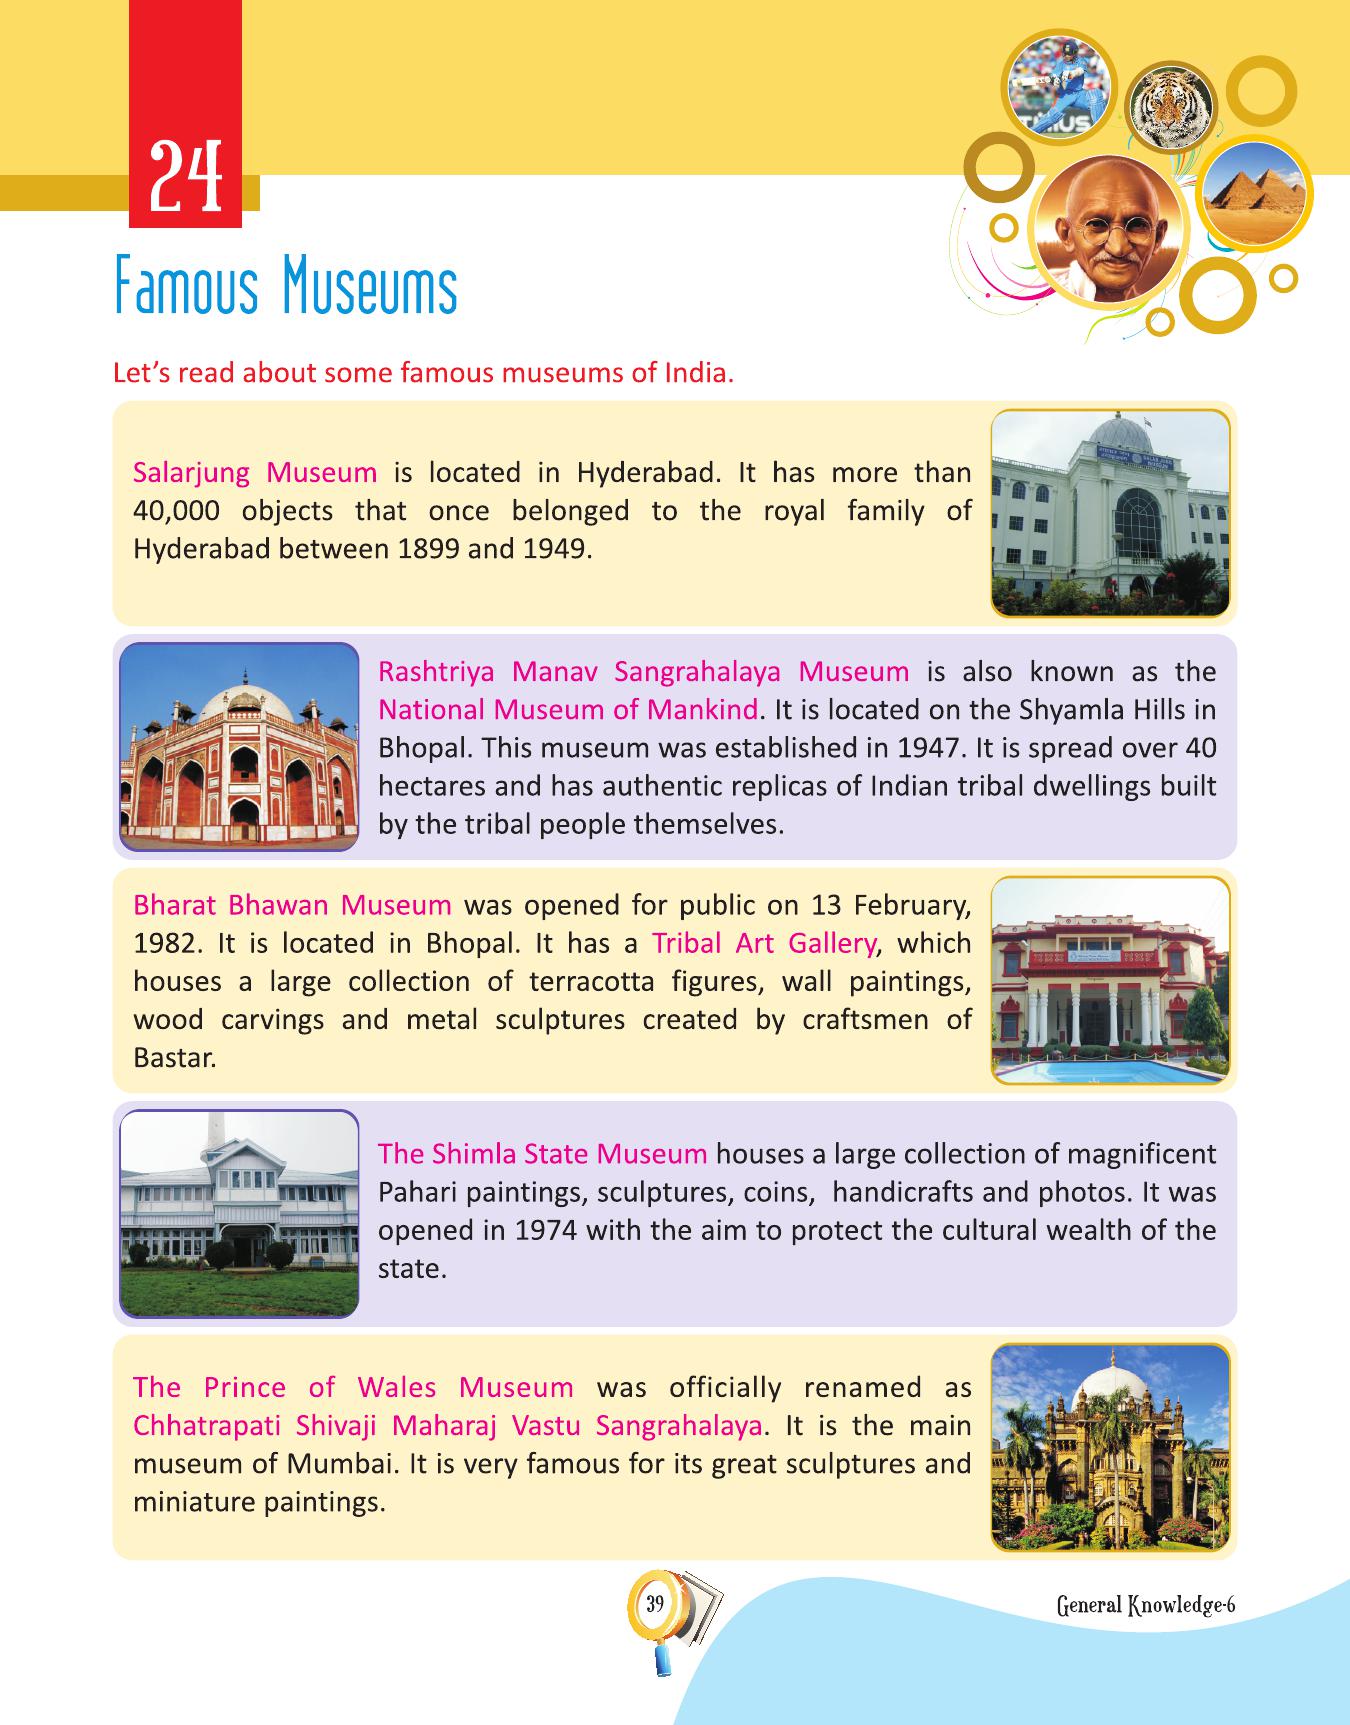 24
Famous Museums
Let's read about some famous museums of India.
Salarjung Museum is located in Hyderabad. It has more than
40,000 objects that once belonged to the royal family of
Hyderabad between 1899 and 1949.
Rashtriya Manav Sangrahalaya Museum is also known as the
National Museum of Mankind. It is located on the Shyamla Hills in
Bhopal. This museum was established in 1947. It is spread over 40
hectares and has authentic replicas of Indian tribal dwellings built
by the tribal people themselves.
Bharat Bhawan Museum was opened for public on 13 February,
1982. It is located in Bhopal. It has a Tribal Art Gallery, which
houses a large collection of terracotta figures, wall paintings,
wood carvings and metal sculptures created by craftsmen of
Bastar.
The Shimla State Museum houses a large collection of magnificent
Pahari paintings, sculptures, coins, handicrafts and photos. It was
opened in 1974 with the aim to protect the cultural wealth of the
state.
The Prince of Wales Museum was officially renamed as
Chhatrapati Shivaji Maharaj Vastu Sangrahalaya. It is the main
museum of Mumbai. It is very famous for its great sculptures and
miniature paintings.
39
General Knowledge-6